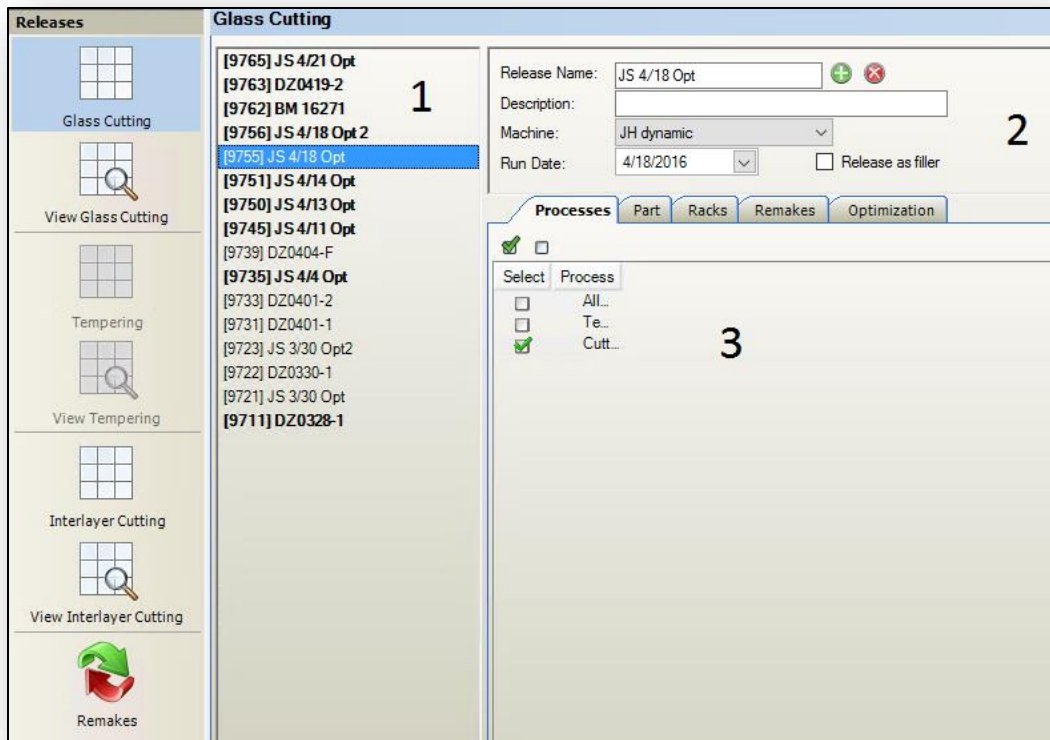 Releases
Glass Cutting
View Glass Cutting
Tempering
View Tempering
Interlayer Cutting
View Interlayer Cutting
Remakes
Glass Cutting
[9765] JS 4/21 Opt
[9763] DZ0419-2
[9762] BM 16271
[9756] JS 4/18 Opt 2
[9755] JS 4/18 Opt
[9751] JS 4/14 Opt
[9750] JS 4/13 Opt
[9745] JS 4/11 Opt
[9739] DZ0404-F
[9735] JS 4/4 Opt
[9733] DZ0401-2
[9731] DZ0401-1
[9723] JS 3/30 Opt2
[9722] DZ0330-1
[9721] JS 3/30 Opt
[9711] DZ0328-1
1
Release Name: JS 4/18 Opt
Description:
Machine: JH dynamic
Run Date: 4/18/2016 Release as filler
2
Processes Part Racks Remakes Optimization
Select Process
All...
Te...
Cutt...
3